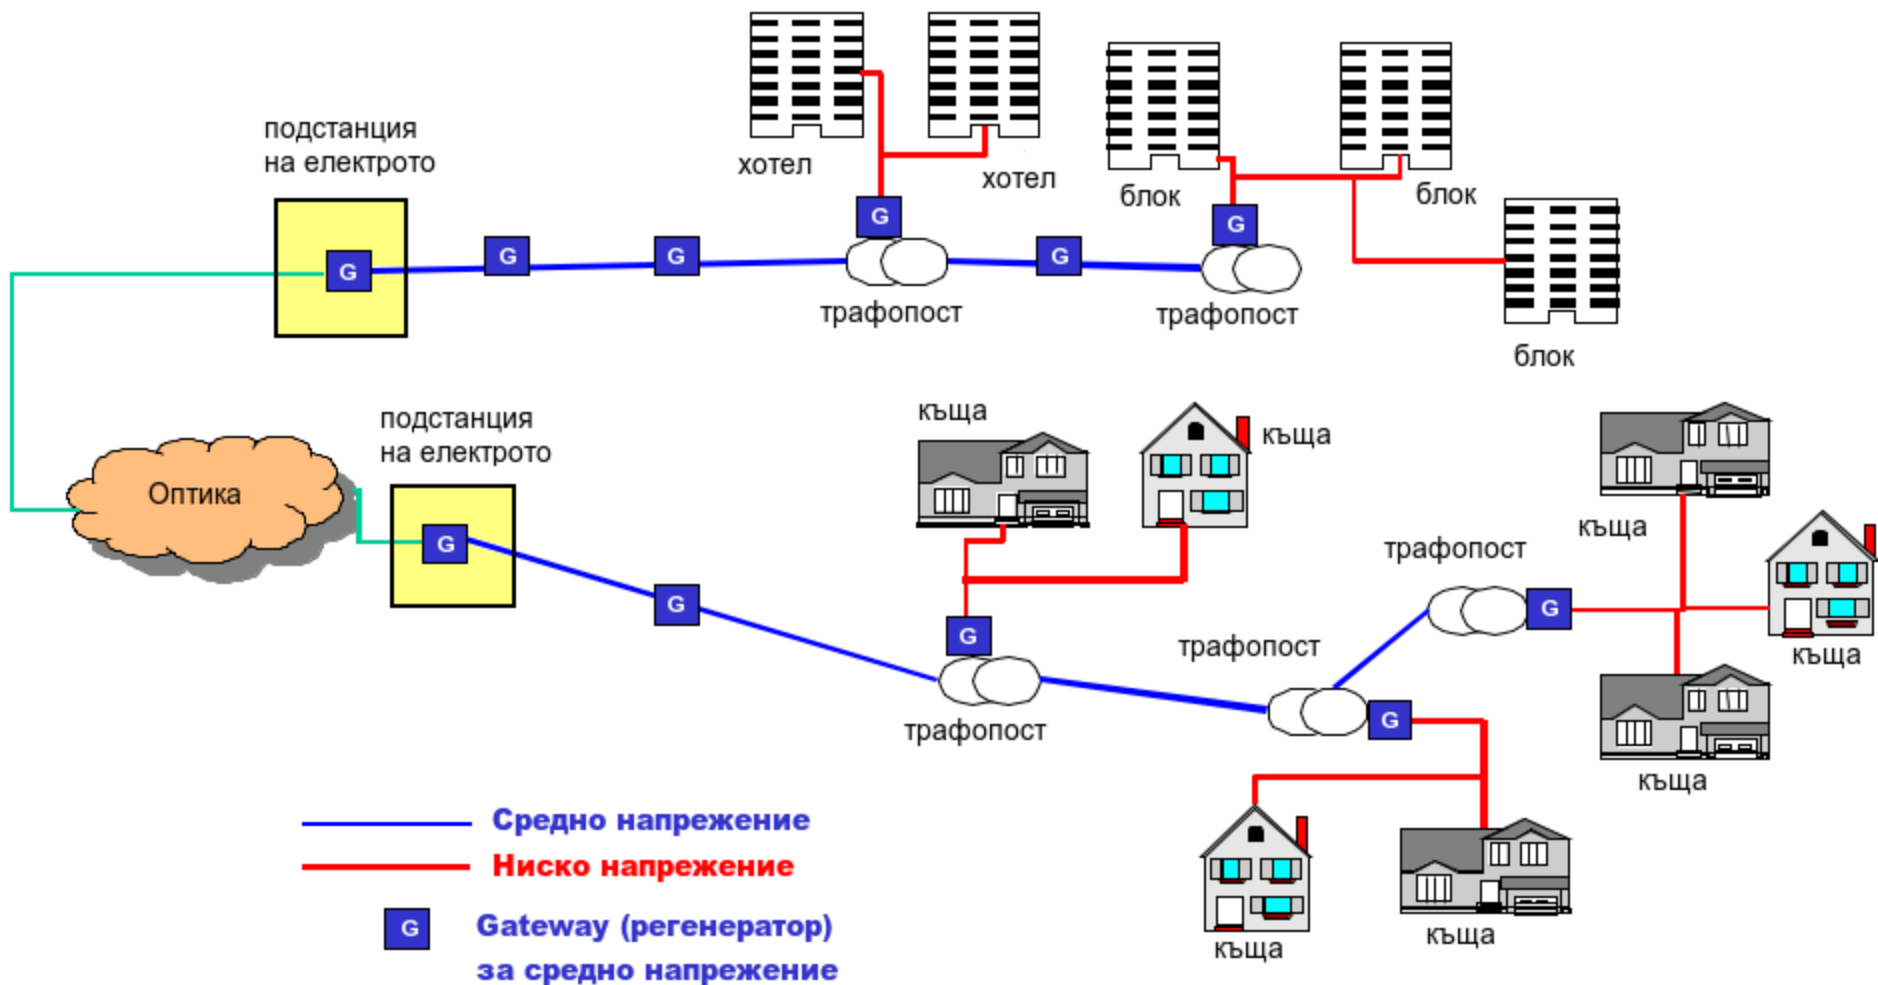 подстанция
на електрото
G
G
G
G
G
G
хотел
хотел
блок
блок
блок
трафопост
трафопост
Оптика
подстанция
на електрото
G
G
G
G
G
къща
къща
трафопост
трафопост
трафопост
къща
къща
къща
къща
къща
Средно напрежение
Ниско напрежение
G
Gateway (регенератор)
за средно напрежение